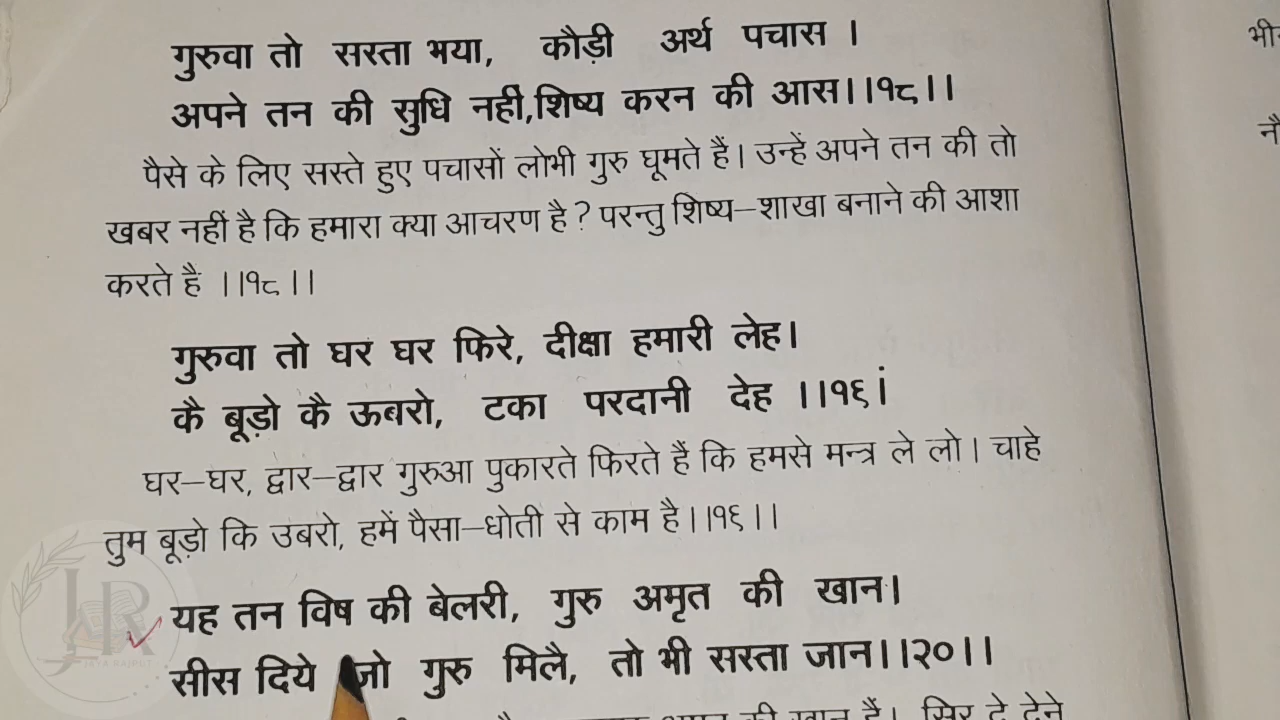 गुरुवा तो सस्ता भया, कौड़ी अर्थ पचास ।
अपने तन की सुधि नहीं,शिष्य करन की आस।।१८।।
पैसे के लिए सस्ते हुए पचासों लोभी गुरु घूमते हैं। उन्हें अपने तन की तो
खबर नहीं है कि हमारा क्या आचरण है ? परन्तु शिष्य–शाखा बनाने की आशा
करते है ।।१८।।
गुरुवा तो घर घर फिरे, दीक्षा हमारी लेह।
कै बूड़ो कै ऊबरो, टका परदानी देह ।।१६।
घर–घर, द्वार–द्वार गुरुआ पुकारते फिरते हैं कि हमसे मन्त्र ले लो। चाहे
तुम बूड़ो कि उबरो, हमें पैसा–धोती से काम है।।१६।।
यह तन विष की बेलरी, गुरु अमृत की खान।
सीस दिये जो गुरु मिलै, तो भी सस्ता जान।।२०।।
की खान हैं। सिर दे देने